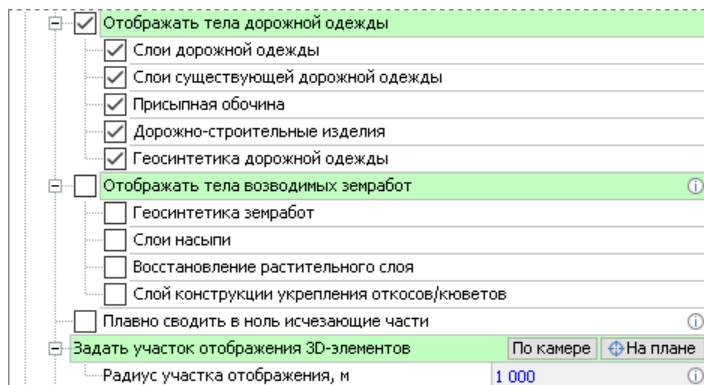 Отображать тела дорожной одежды
Слои дорожной одежды
Слои существующей дорожной одежды
Присыпная обочина
Дорожно-строительные изделия
Геосинтетика дорожной одежды
Отображать тела возводимых земработ
Геосинтетика земработ
Слои насыпи
Восстановление растительного слоя
Слой конструкции укрепления откосов/кюветов
Плавно сводить в ноль исчезающие части
Задать участок отображения 3D-элементов По камере На плане
Радиус участка отображения, м 1 000